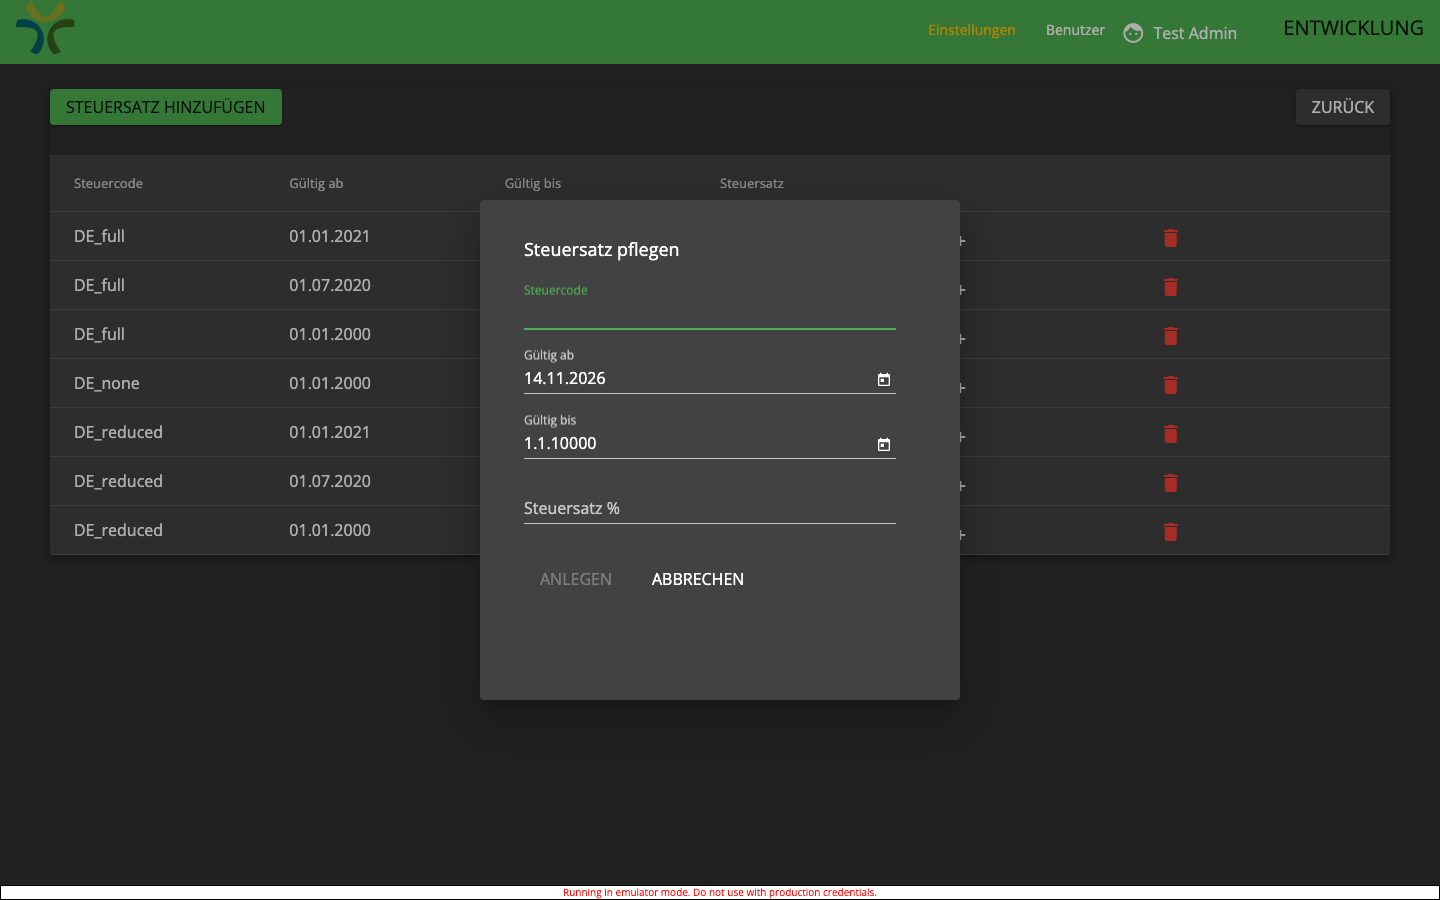 Einstellungen Benutzer Test Admin ENTWICKLUNG
STEUERSATZ HINZUFÜGEN ZURÜCK
Steuercode Gültig ab Gültig bis Steuersatz
DE_full 01.01.2021
DE_full 01.07.2020
DE_full 01.01.2000
DE_none 01.01.2000
DE_reduced 01.01.2021
DE_reduced 01.07.2020
DE_reduced 01.01.2000
Steuersatz pflegen
Steuercode
Gültig ab
14.11.2026
Gültig bis
1.1.10000
Steuersatz %
ANLEGEN ABBRECHEN
Running in emulator mode. Do not use with production credentials.